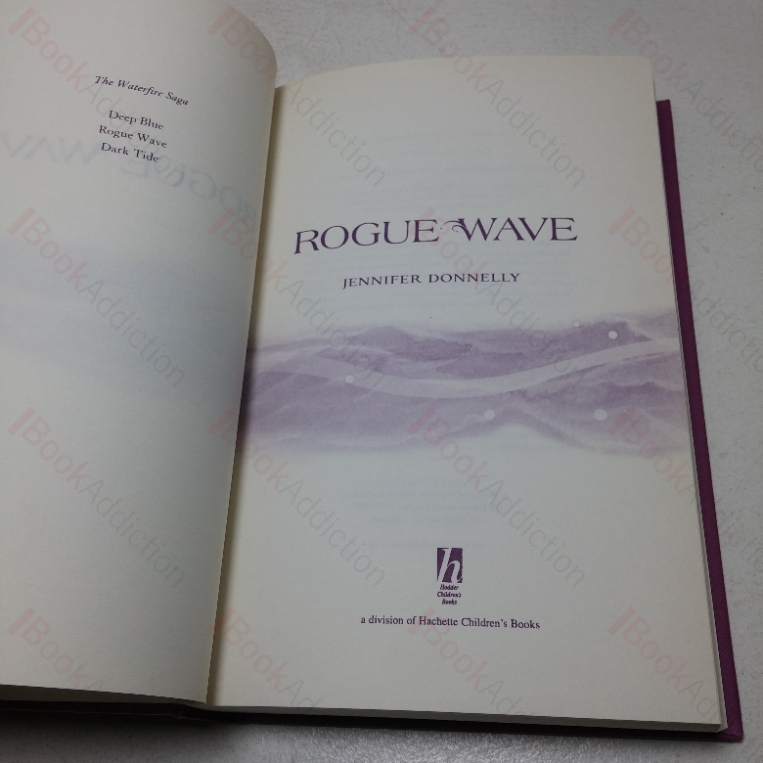 The Waterfire Saga
Deep Blue
Rogue Wave
Dark Tide
ROGUE WAVE
JENNIFER DONNELLY
h
Hodder
Children's
Books
a division of Hachette Children's Books
BookAddiction